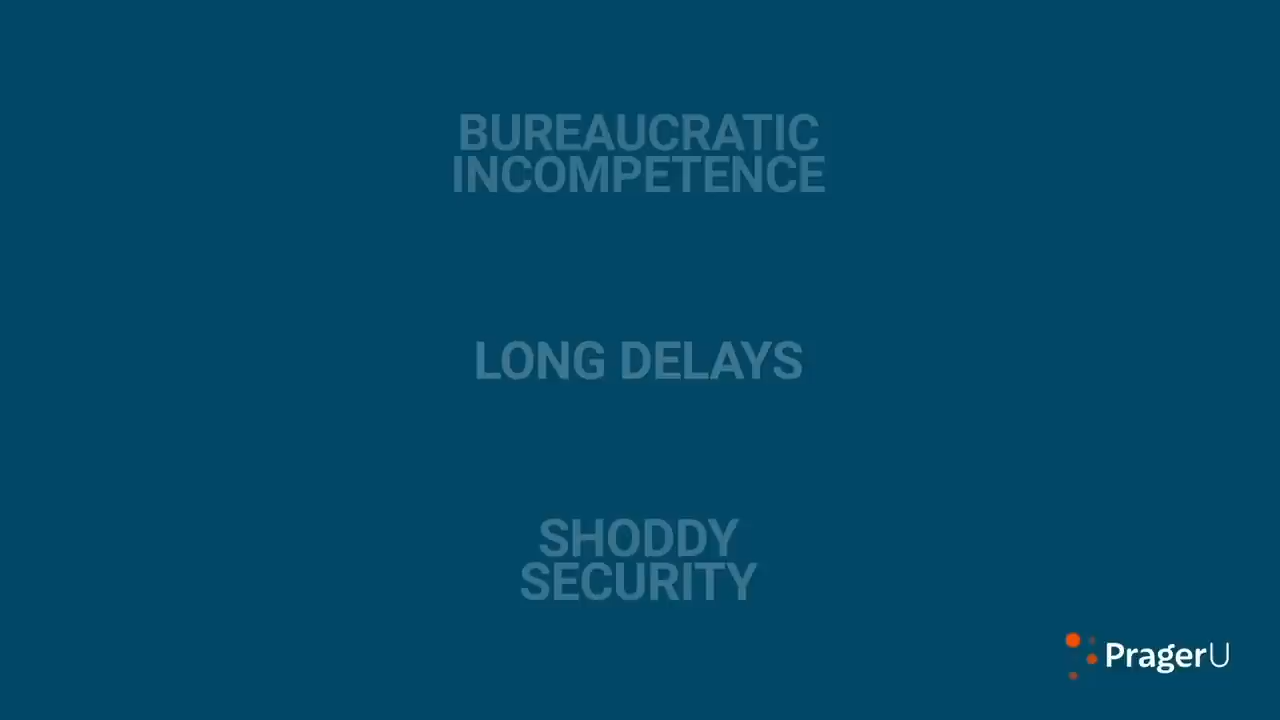 BUREAUCRATIC
INCOMPETENCE
LONG DELAYS
SHODDY
SECURITY
PragerU